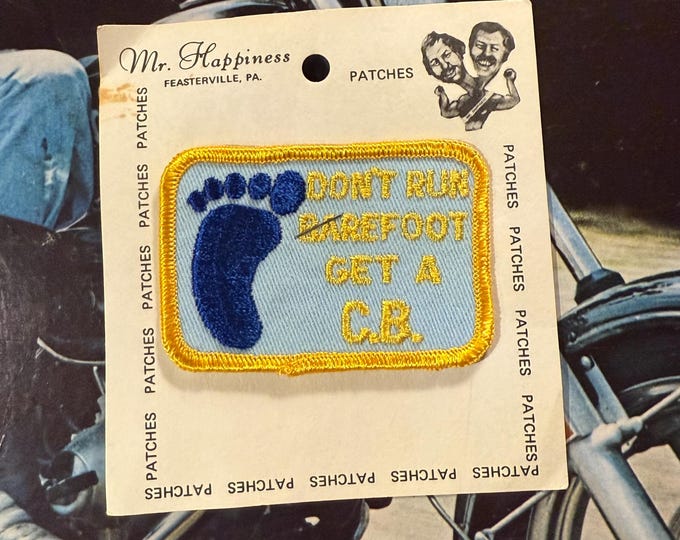 Mr. Happiness
FEASTERVILLE, PA.
PATCHES
DON'T RUN
BAREFOOT
GET A
C.B.
PATCHES
PATCHES
PATCHES
PATCHES
PATCHES
PATCHES
PATCHES
PATCHES
PATCHES
PATCHES
PATCHES PATCHES PATCHES PATCHES PATCHES